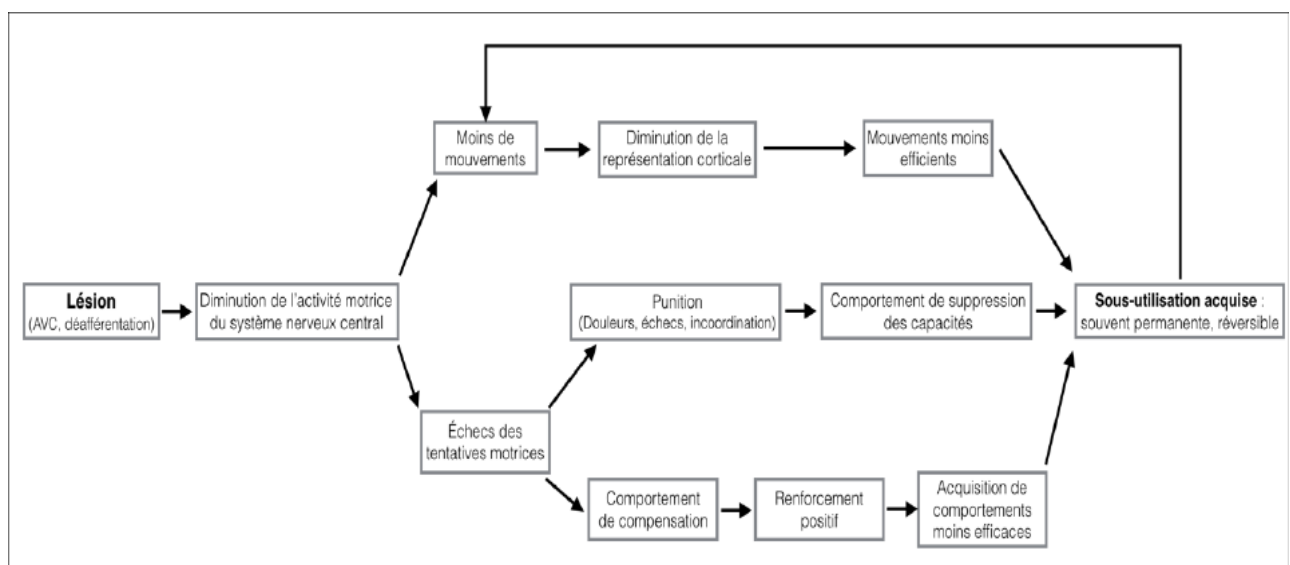 Moins de
mouvements
Diminution de la
représentation corticale
Mouvements moins
efficients
Lésion
(AVC, déafférentation)
Diminution de l'activité motrice
du système nerveux central
Punition
(Douleurs, échecs, incoordination)
Comportement de suppression
des capacités
Sous-utilisation acquise :
souvent permanente, réversible
Échecs des
tentatives motrices
Comportement
de compensation
Renforcement
positif
Acquisition de
comportements
moins efficaces